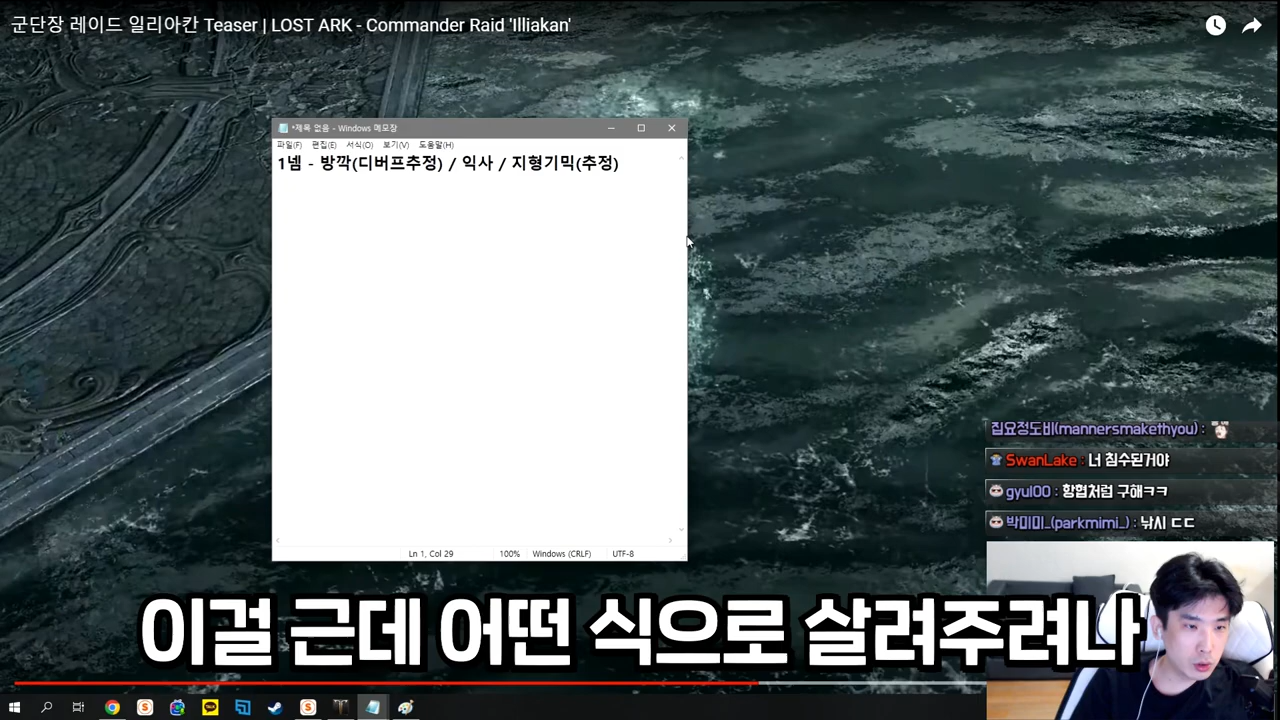 군단장 레이드 일리아칸 Teaser | LOST ARK - Commander Raid 'Illiakan'
*제목 없음 - Windows 메모장
파일(F) 편집(E) 서식(O) 보기(V) 도움말(H)
1넴 - 방깍(디버프추정) / 익사 / 지형기믹(추정)
집요정도비(mannersmakethyou) :
SwanLake : 너 침수된거야
gyul00 : 항협처럼 구해ㅋㅋ
박미미_(parkmimi_) : 낚시 ㄷㄷ
Ln 1, Col 29 100% Windows (CRLF) UTF-8
이걸 근데 어떤 식으로 살려주려나